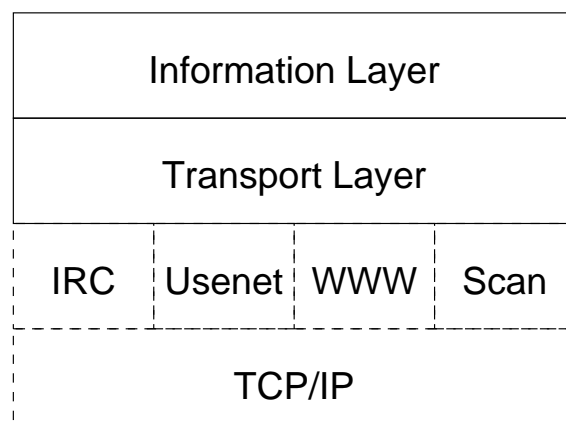 Information Layer
Transport Layer
IRC Usenet WWW Scan
TCP/IP